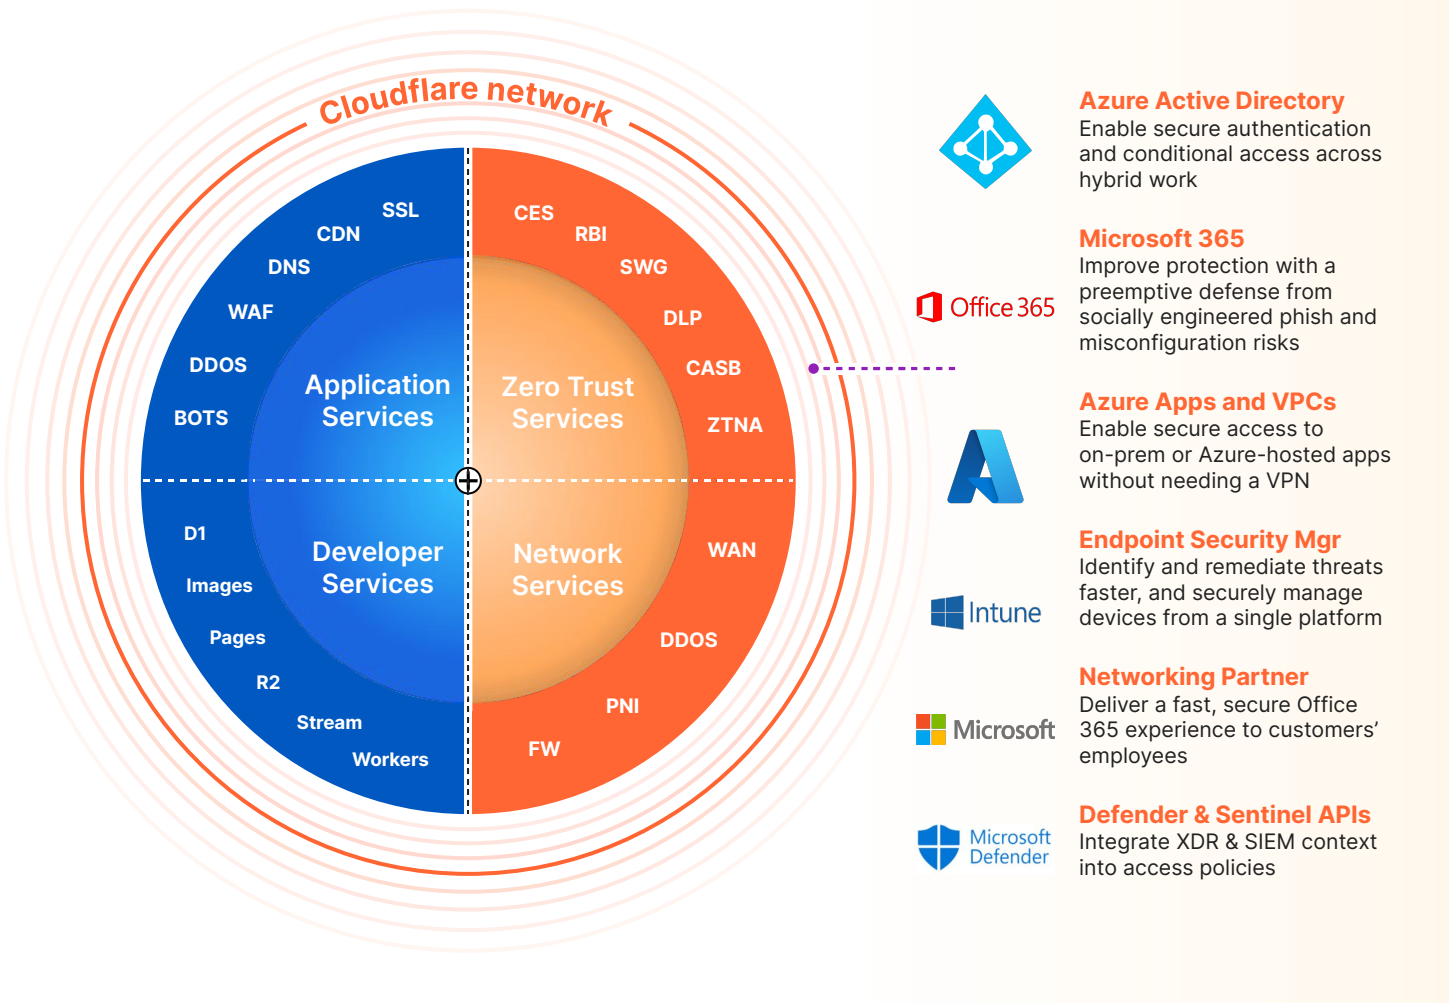 Cloudflare network
SSL
CDN
DNS
WAF
DDOS
BOTS
Application
Services
CES
RBI
SWG
DLP
CASB
ZTNA
Zero Trust
Services
D1
Images
Pages
R2
Stream
Workers
Developer
Services
WAN
DDOS
PNI
FW
Network
Services
Azure Active Directory
Enable secure authentication
and conditional access across
hybrid work
Office 365
Microsoft 365
Improve protection with a
preemptive defense from
socially engineered phish and
misconfiguration risks
Azure Apps and VPCs
Enable secure access to
on-prem or Azure-hosted apps
without needing a VPN
Intune
Endpoint Security Mgr
Identify and remediate threats
faster, and securely manage
devices from a single platform
Microsoft
Networking Partner
Deliver a fast, secure Office
365 experience to customers’
employees
Microsoft
Defender
Defender & Sentinel APIs
Integrate XDR & SIEM context
into access policies